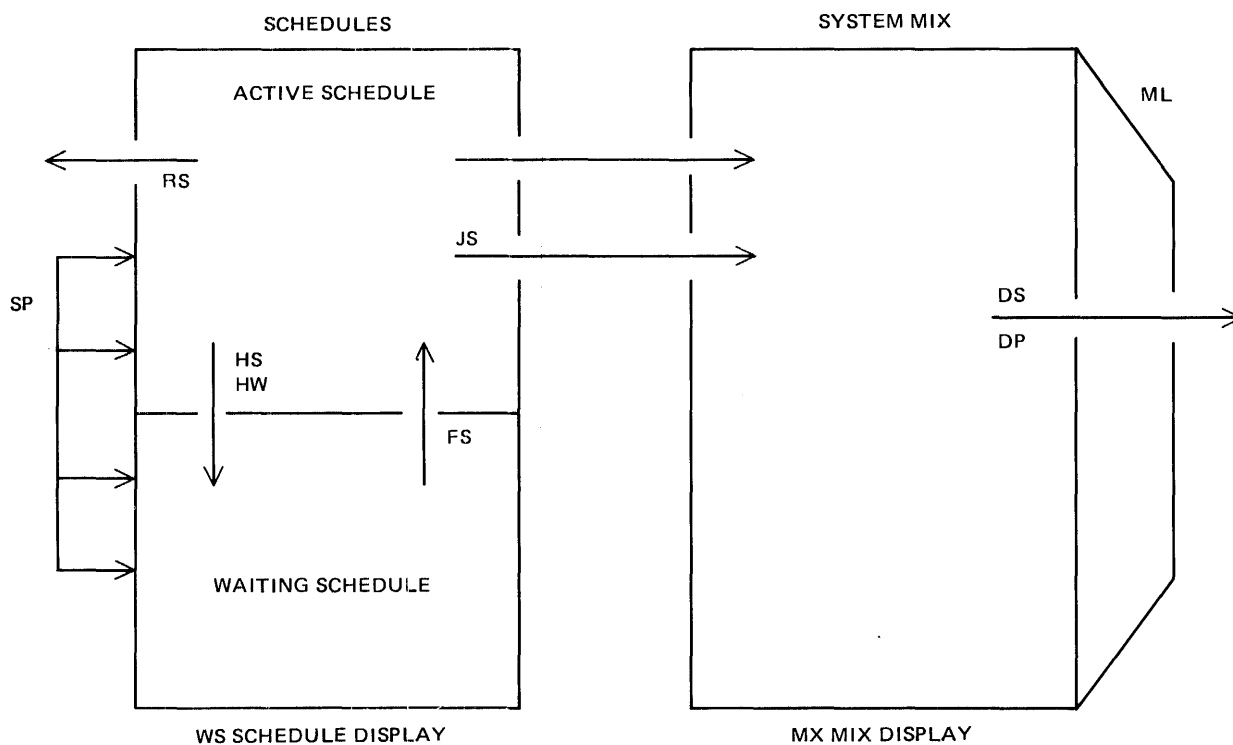 SCHEDULES
SYSTEM MIX
ACTIVE SCHEDULE
ML
RS
JS
SP
DS
DP
HS
HW
FS
WAITING SCHEDULE
WS SCHEDULE DISPLAY
MX MIX DISPLAY